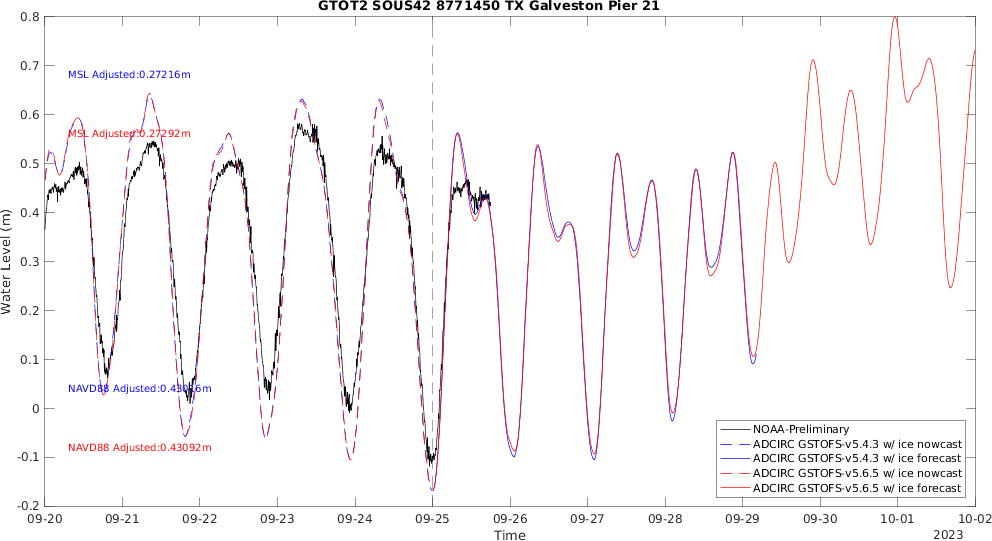 GTOT2 SOUS42 8771450 TX Galveston Pier 21
0.8
0.7
0.6
0.5
0.4
0.3
0.2
0.1
0
-0.1
-0.2
Water Level (m)
MSL Adjusted:0.27216m
MSL Adjusted:0.27292m
NAVD88 Adjusted:
NAVD88 Adjusted:0.43092m
NOAA-Preliminary
ADCIRC GSTOFS-v5.4.3 w/ ice nowcast
ADCIRC GSTOFS-v5.4.3 w/ ice forecast
ADCIRC GSTOFS-v5.6.5 w/ ice nowcast
ADCIRC GSTOFS-v5.6.5 w/ ice forecast
09-20 09-21 09-22 09-23 09-24 09-25 09-26 09-27 09-28 09-29 09-30 10-01 10-02
Time
2023